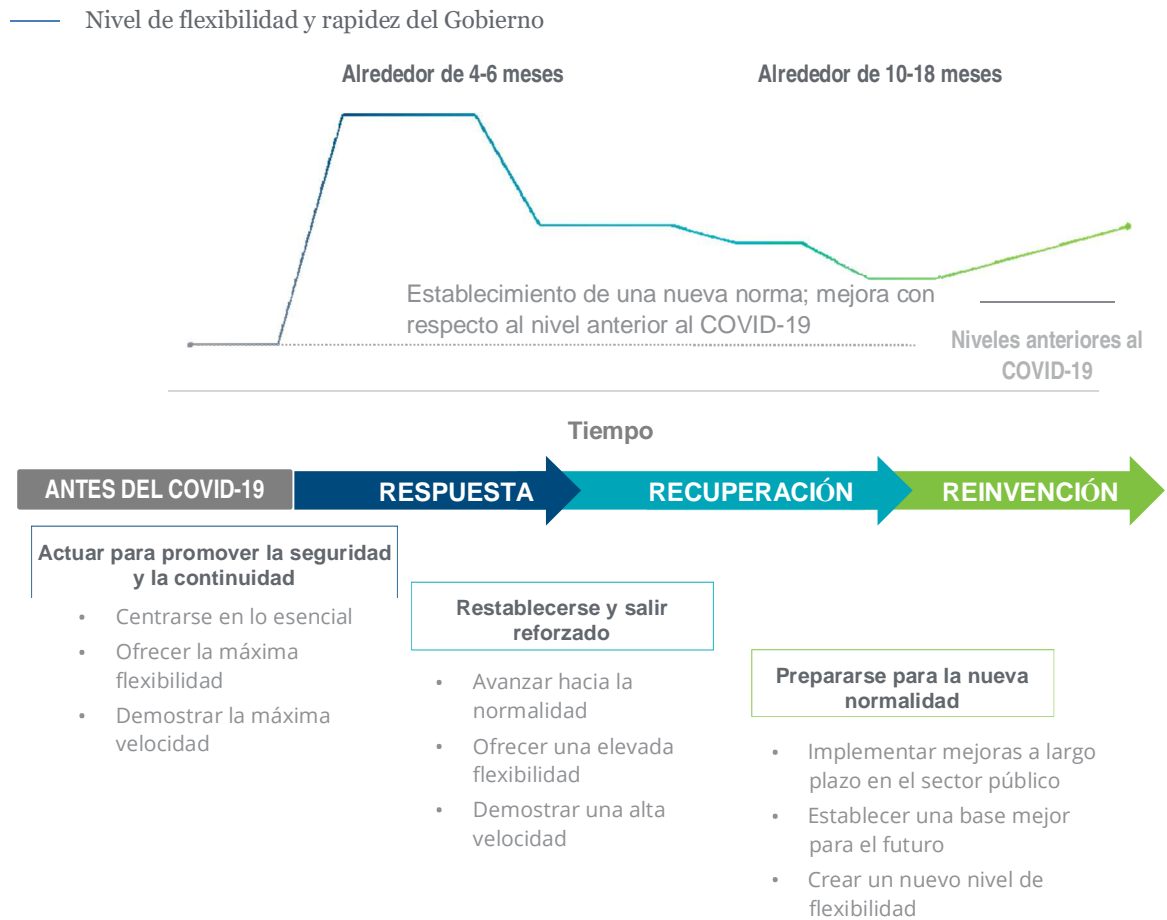 Nivel de flexibilidad y rapidez del Gobierno
Alrededor de 4-6 meses
Alrededor de 10-18 meses
Establecimiento de una nueva norma; mejora con
respecto al nivel anterior al COVID-19
Niveles anteriores al
COVID-19
Tiempo
ANTES DEL COVID-19
RESPUESTA
RECUPERACIÓN
REINVENCIÓN
Actuar para promover la seguridad
y la continuidad
• Centrarse en lo esencial
• Ofrecer la máxima
flexibilidad
• Demostrar la máxima
velocidad
Restablecerse y salir
reforzado
• Avanzar hacia la
normalidad
• Ofrecer una elevada
flexibilidad
• Demostrar una alta
velocidad
Prepararse para la nueva
normalidad
• Implementar mejoras a largo
plazo en el sector público
• Establecer una base mejor
para el futuro
• Crear un nuevo nivel de
flexibilidad